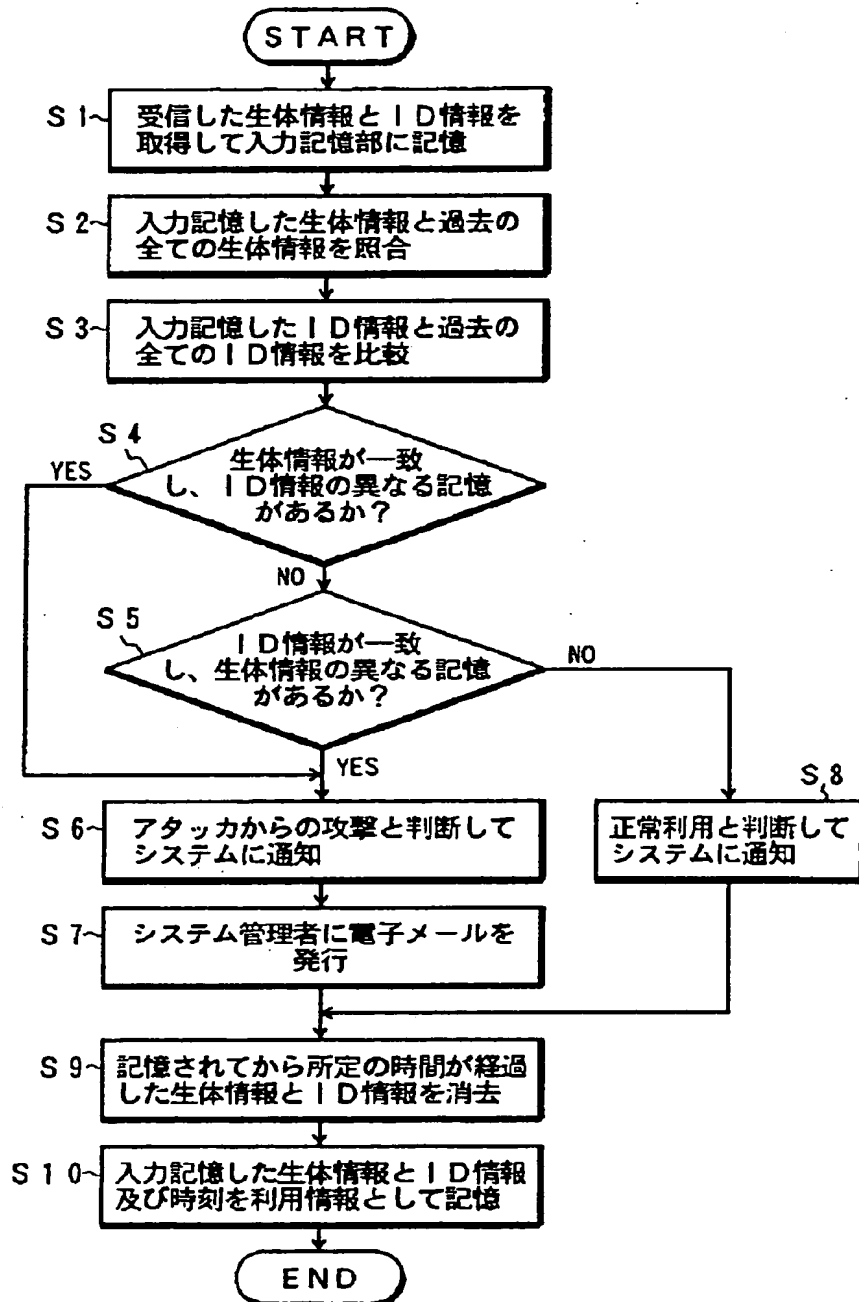 START
S1
受信した生体情報とID情報を
取得して入力記憶部に記憶
S2
入力記憶した生体情報と過去の
全ての生体情報を照合
S3
入力記憶したID情報と過去の
全てのID情報を比較
S4
YES
生体情報が一致
し、ID情報の異なる記憶
があるか?
NO
S5
ID情報が一致
し、生体情報の異なる記憶
があるか?
NO
YES
S6
アタッカからの攻撃と判断して
システムに通知
S8
正常利用と判断して
システムに通知
S7
システム管理者に電子メールを
発行
S9
記憶されてから所定の時間が経過
した生体情報とID情報を消去
S10
入力記憶した生体情報とID情報
及び時刻を利用情報として記憶
END